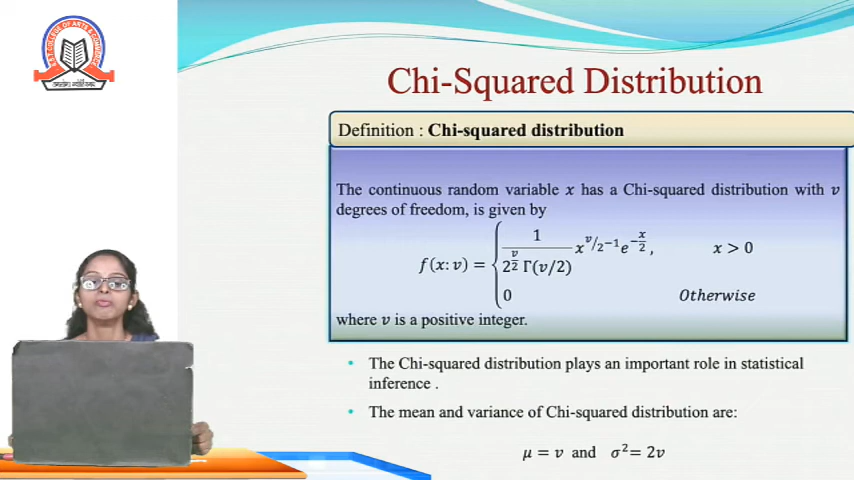 Chi-Squared Distribution
Definition : Chi-squared distribution
The continuous random variable x has a Chi-squared distribution with v
degrees of freedom, is given by
f(x: v) = { 1 / (2^(v/2) Γ(v/2)) x^(v/2−1) e^(−x/2), x > 0
0 Otherwise
where v is a positive integer.
• The Chi-squared distribution plays an important role in statistical
inference .
• The mean and variance of Chi-squared distribution are:
μ = v and σ²= 2v